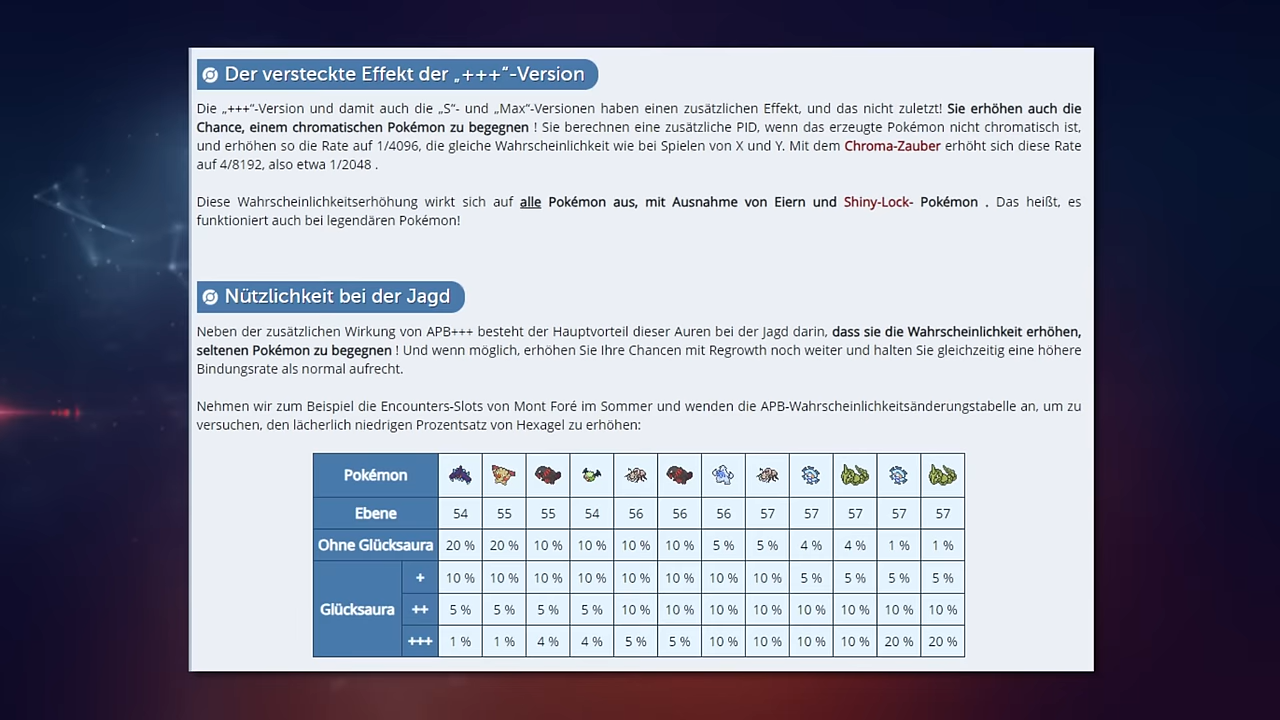 Der versteckte Effekt der „+++“-Version
Die „+++“-Version und damit auch die „S“- und „Max“-Versionen haben einen zusätzlichen Effekt, und das nicht zuletzt! Sie erhöhen auch die
Chance, einem chromatischen Pokémon zu begegnen ! Sie berechnen eine zusätzliche PID, wenn das erzeugte Pokémon nicht chromatisch ist,
und erhöhen so die Rate auf 1/4096, die gleiche Wahrscheinlichkeit wie bei Spielen von X und Y. Mit dem Chroma-Zauber erhöht sich diese Rate
auf 4/8192, also etwa 1/2048 .
Diese Wahrscheinlichkeitserhöhung wirkt sich auf alle Pokémon aus, mit Ausnahme von Eiern und Shiny-Lock- Pokémon . Das heißt, es
funktioniert auch bei legendären Pokémon!
Nützlichkeit bei der Jagd
Neben der zusätzlichen Wirkung von APB+++ besteht der Hauptvorteil dieser Auren bei der Jagd darin, dass sie die Wahrscheinlichkeit erhöhen,
seltenen Pokémon zu begegnen ! Und wenn möglich, erhöhen Sie Ihre Chancen mit Regrowth noch weiter und halten Sie gleichzeitig eine höhere
Bindungsrate als normal aufrecht.
Nehmen wir zum Beispiel die Encounters-Slots von Mont Foré im Sommer und wenden die APB-Wahrscheinlichkeitsänderungstabelle an, um zu
versuchen, den lächerlich niedrigen Prozentsatz von Hexagel zu erhöhen:
Pokémon
Ebene 54 55 55 54 56 56 56 57 57 57 57 57
Ohne Glücksaura 20 % 20 % 10 % 10 % 10 % 10 % 5 % 5 % 4 % 4 % 1 % 1 %
+ 10 % 10 % 10 % 10 % 10 % 10 % 10 % 10 % 5 % 5 % 5 % 5 %
Glücksaura ++ 5 % 5 % 5 % 5 % 10 % 10 % 10 % 10 % 10 % 10 % 10 % 10 %
+++ 1 % 1 % 4 % 4 % 5 % 5 % 10 % 10 % 10 % 10 % 20 % 20 %